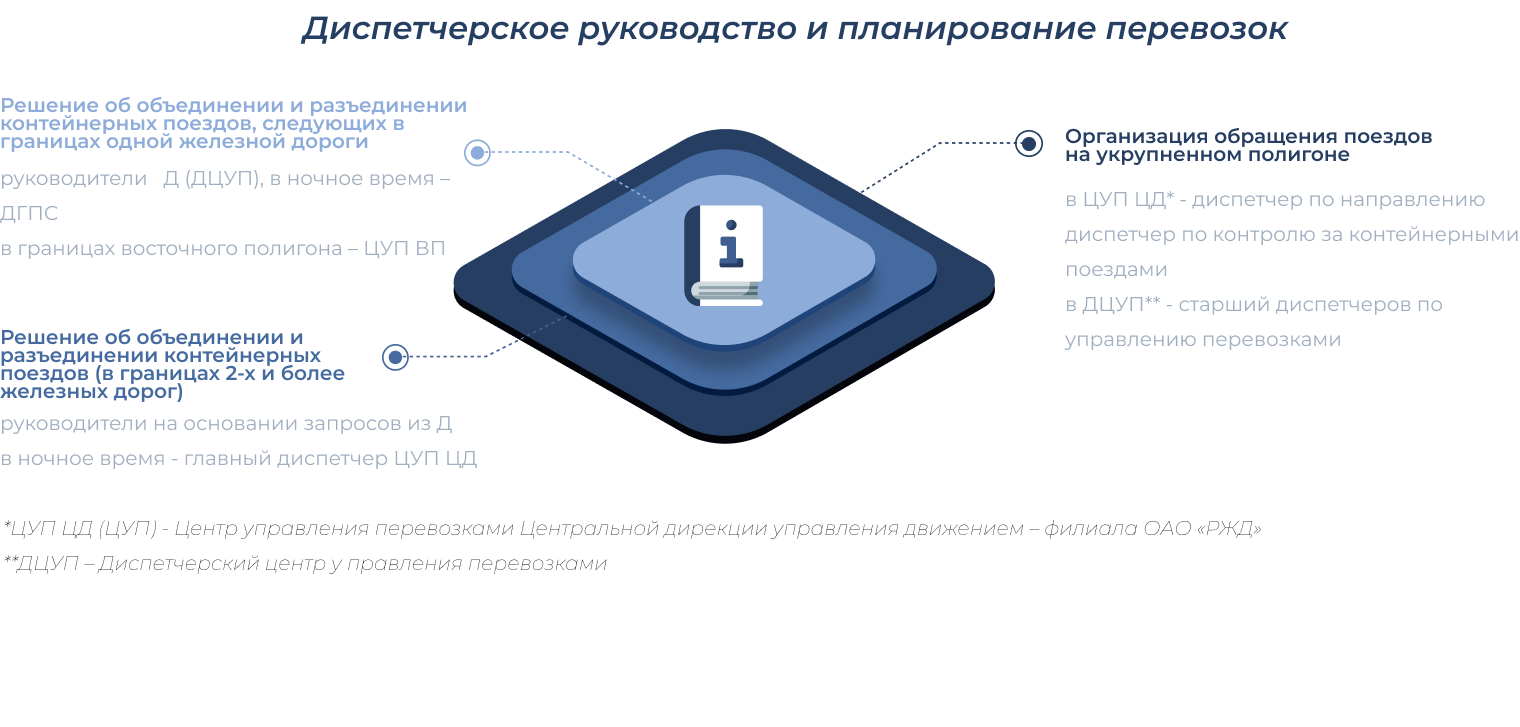 Диспетчерское руководство и планирование перевозок
Решение об объединении и разъединении
контейнерных поездов, следующих в
границах одной железной дороги
руководители Д (ДЦУП), в ночное время –
ДГПС
в границах восточного полигона – ЦУП ВП
Решение об объединении и
разъединении контейнерных
поездов (в границах 2-х и более
железных дорог)
руководители на основании запросов из Д
в ночное время - главный диспетчер ЦУП ЦД
Организация обращения поездов
на укрупненном полигоне
в ЦУП ЦД* - диспетчер по направлению
диспетчер по контролю за контейнерными
поездами
в ДЦУП** - старший диспетчеров по
управлению перевозками
*ЦУП ЦД (ЦУП) - Центр управления перевозками Центральной дирекции управления движением – филиала ОАО «РЖД»
**ДЦУП – Диспетчерский центр у правления перевозками